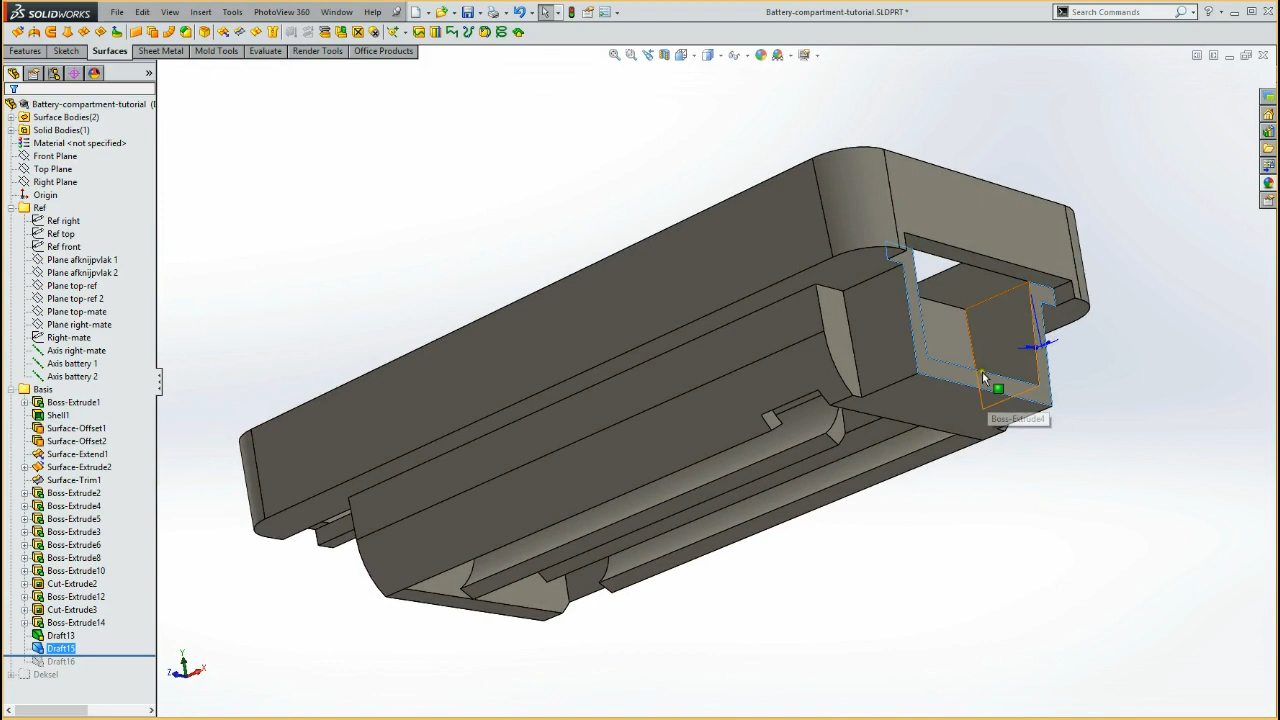 SOLIDWORKS File Edit View Insert Tools PhotoView 360 Window Help Battery-compartment-tutorial.SLDPRT * Search Commands ?
Features Sketch Surfaces Sheet Metal Mold Tools Evaluate Render Tools Office Products
Battery-compartment-tutorial (D
Surface Bodies(2)
Solid Bodies(1)
Material <not specified>
Front Plane
Top Plane
Right Plane
Origin
Ref
Ref right
Ref top
Ref front
Plane afknijpvlak 1
Plane afknijpvlak 2
Plane top-ref
Plane top-ref 2
Plane top-mate
Plane right-mate
Right-mate
Axis right-mate
Axis battery 1
Axis battery 2
Basis
Boss-Extrude1
Shell1
Surface-Offset1
Surface-Offset2
Surface-Extend1
Surface-Extrude2
Surface-Trim1
Boss-Extrude2
Boss-Extrude4
Boss-Extrude5
Boss-Extrude3
Boss-Extrude6
Boss-Extrude8
Boss-Extrude10
Cut-Extrude2
Boss-Extrude12
Cut-Extrude3
Boss-Extrude14
Draft13
Draft15
Draft16
Deksel
Boss-Extrude4
Y
Z X